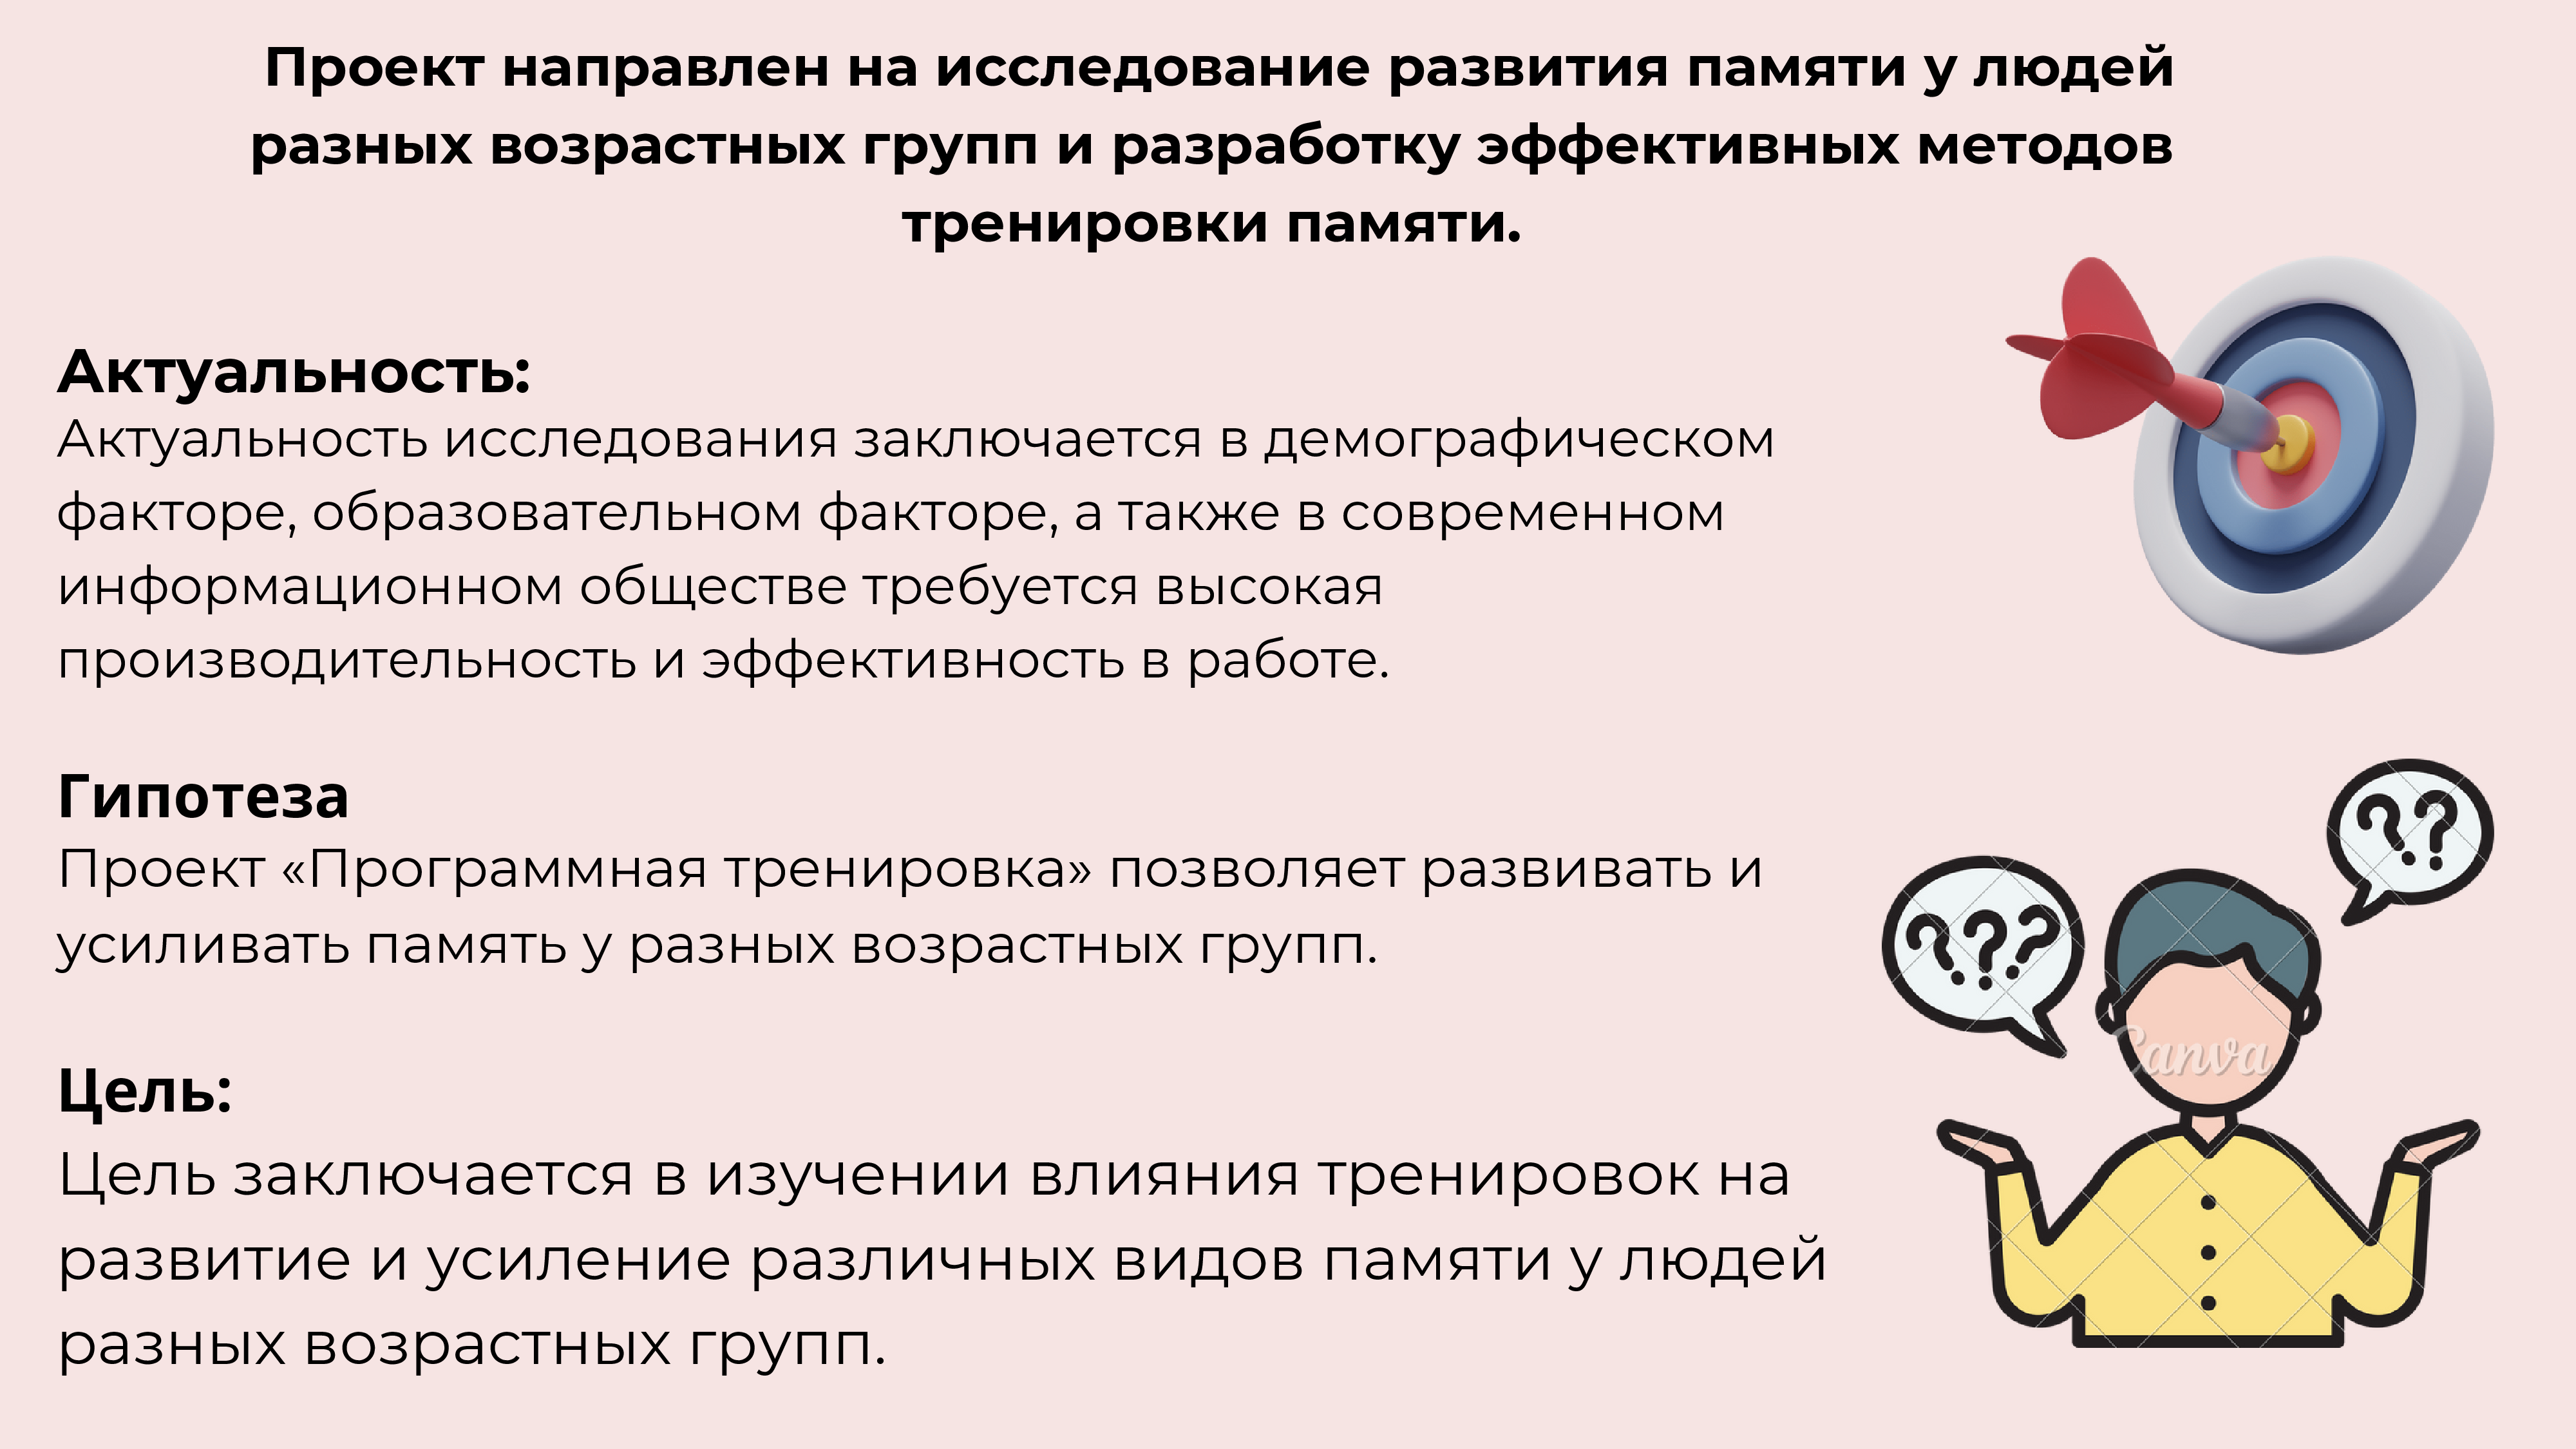 Проект направлен на исследование развития памяти у людей
разных возрастных групп и разработку эффективных методов
тренировки памяти.
Актуальность:
Актуальность исследования заключается в демографическом
факторе, образовательном факторе, а также в современном
информационном обществе требуется высокая
производительность и эффективность в работе.
Гипотеза
Проект «Программная тренировка» позволяет развивать и
усиливать память у разных возрастных групп.
Цель:
Цель заключается в изучении влияния тренировок на
развитие и усиление различных видов памяти у людей
разных возрастных групп.
??
???
Canva